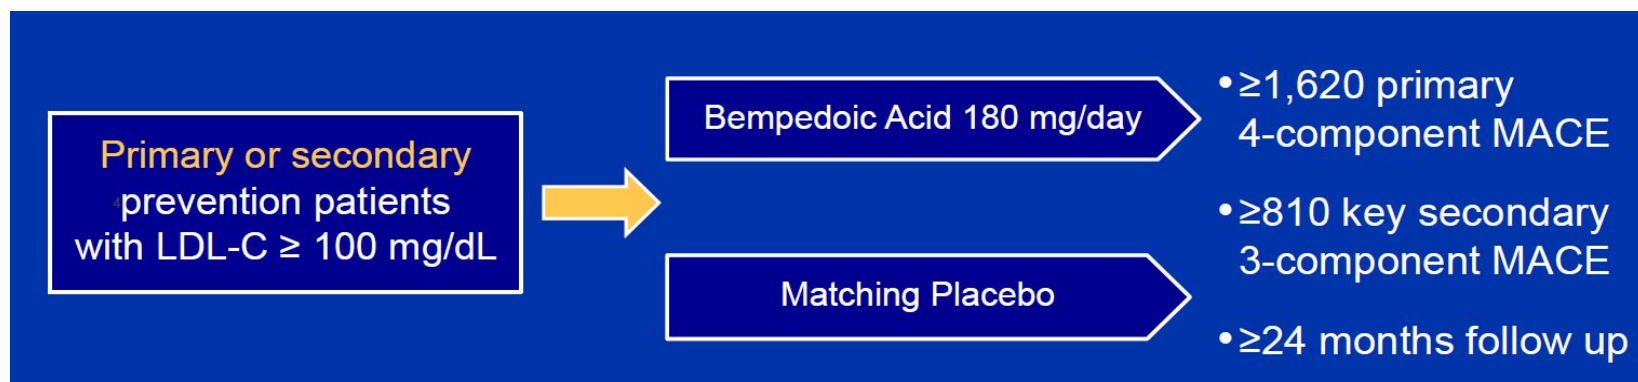 Primary or secondary
4prevention patients
with LDL-C ≥ 100 mg/dL
Bempedoic Acid 180 mg/day
Matching Placebo
•≥1,620 primary
4-component MACE
•≥810 key secondary
3-component MACE
•≥24 months follow up